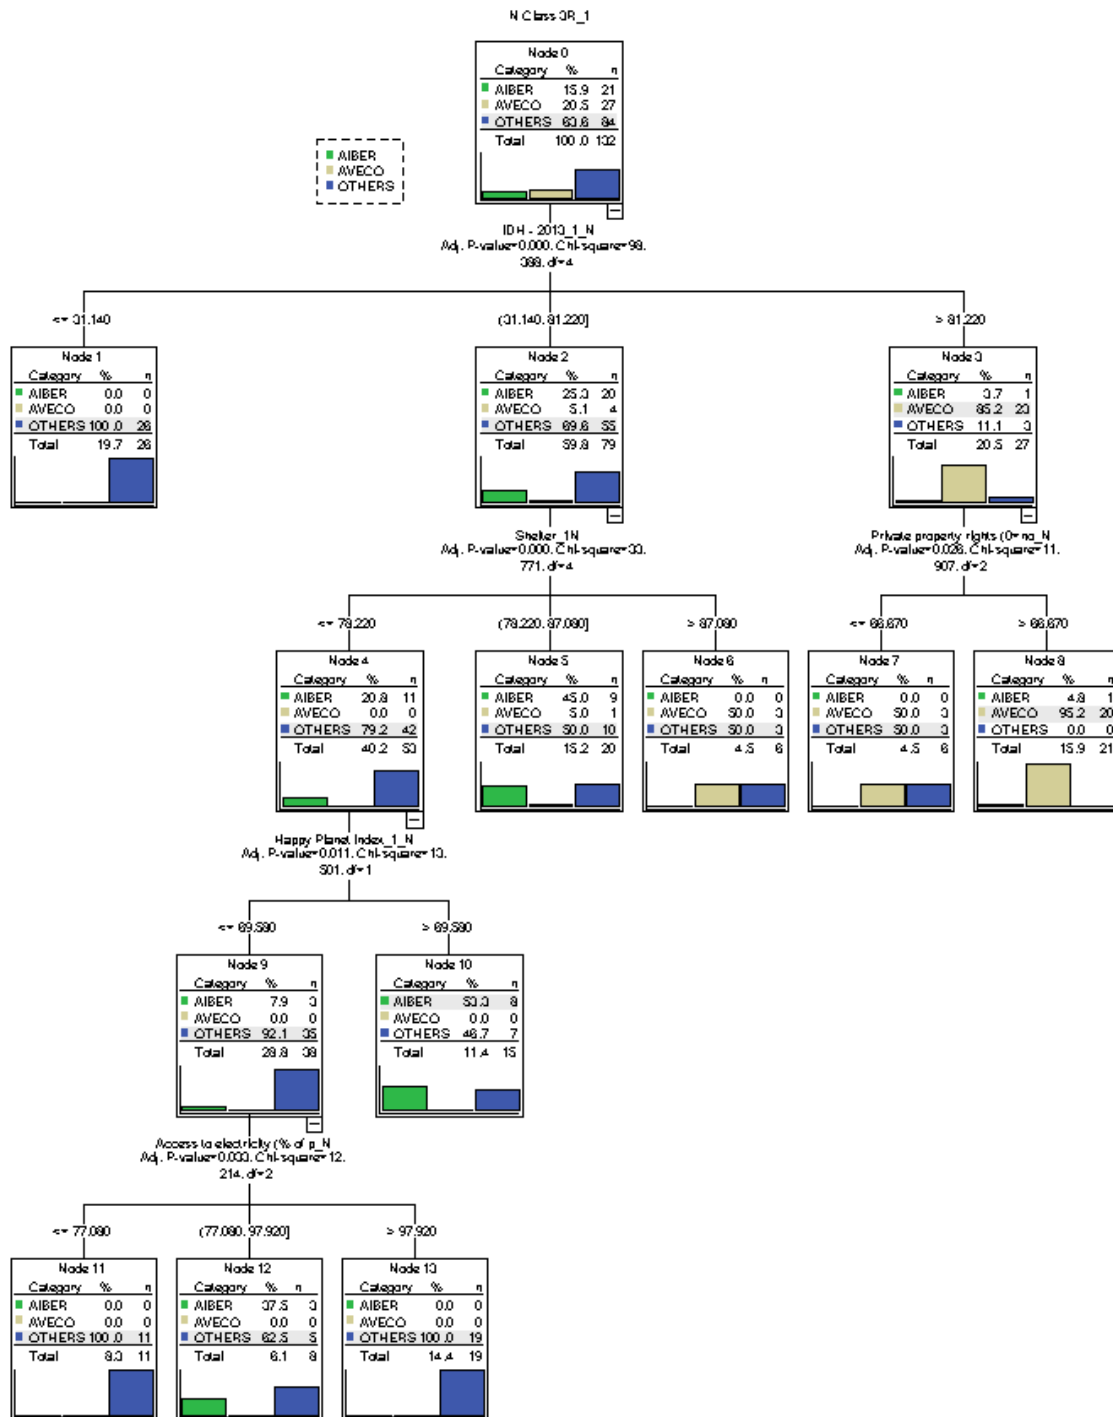 N Class 3R_1
Node 0
Category % n
AIBER 15.9 21
AVECO 20.5 27
OTHERS 63.6 84
Total 100.0 132
AIBER
AVECO
OTHERS
IDH - 2013_1_N
Adj. P-value=0.000, Chi-square=98.
388, df=4
<= 31.140
(31.140, 81.220]
> 81.220
Node 1
Category % n
AIBER 0.0 0
AVECO 0.0 0
OTHERS 100.0 26
Total 19.7 26
Node 2
Category % n
AIBER 25.3 20
AVECO 5.1 4
OTHERS 69.6 55
Total 59.8 79
Node 3
Category % n
AIBER 3.7 1
AVECO 85.2 23
OTHERS 11.1 3
Total 20.5 27
Shelter_1N
Adj. P-value=0.000, Chi-square=33.
771, df=4
Private property rights (0=no_N
Adj. P-value=0.026, Chi-square=11.
907, df=2
<= 78.220
(78.220, 87.080]
> 87.080
<= 66.670
> 66.670
Node 4
Category % n
AIBER 20.8 11
AVECO 0.0 0
OTHERS 79.2 42
Total 40.2 53
Node 5
Category % n
AIBER 45.0 9
AVECO 5.0 1
OTHERS 50.0 10
Total 15.2 20
Node 6
Category % n
AIBER 0.0 0
AVECO 50.0 3
OTHERS 50.0 3
Total 4.5 6
Node 7
Category % n
AIBER 0.0 0
AVECO 50.0 3
OTHERS 50.0 3
Total 4.5 6
Node 8
Category % n
AIBER 4.8 1
AVECO 95.2 20
OTHERS 0.0 0
Total 15.9 21
Happy Planet Index_1_N
Adj. P-value=0.011, Chi-square=13.
501, df=1
<= 69.580
> 69.580
Node 9
Category % n
AIBER 7.9 3
AVECO 0.0 0
OTHERS 92.1 35
Total 28.8 38
Node 10
Category % n
AIBER 53.3 8
AVECO 0.0 0
OTHERS 46.7 7
Total 11.4 15
Access to electricity (% of p_N
Adj. P-value=0.033, Chi-square=12.
214, df=2
<= 77.080
(77.080, 97.920]
> 97.920
Node 11
Category % n
AIBER 0.0 0
AVECO 0.0 0
OTHERS 100.0 11
Total 8.3 11
Node 12
Category % n
AIBER 37.5 3
AVECO 0.0 0
OTHERS 62.5 5
Total 6.1 8
Node 13
Category % n
AIBER 0.0 0
AVECO 0.0 0
OTHERS 100.0 19
Total 14.4 19